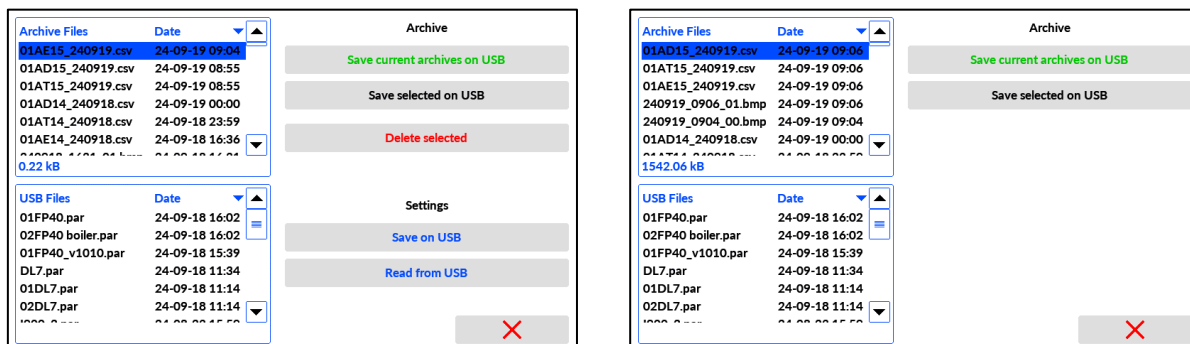 Archive Files Date
01AE15_240919.csv 24-09-19 09:04
01AD15_240919.csv 24-09-19 08:55
01AT15_240919.csv 24-09-19 08:55
01AD14_240918.csv 24-09-19 00:00
01AT14_240918.csv 24-09-18 23:59
01AE14_240918.csv 24-09-18 16:36
0.22 kB
USB Files Date
01FP40.par 24-09-18 16:02
02FP40 boiler.par 24-09-18 16:02
01FP40_v1010.par 24-09-18 15:39
DL7.par 24-09-18 11:34
01DL7.par 24-09-18 11:14
02DL7.par 24-09-18 11:14
Archive
Save current archives on USB
Save selected on USB
Delete selected
Settings
Save on USB
Read from USB
Archive Files Date
01AD15_240919.csv 24-09-19 09:06
01AT15_240919.csv 24-09-19 09:06
01AE15_240919.csv 24-09-19 09:06
240919_0906_01.bmp 24-09-19 09:06
240919_0904_00.bmp 24-09-19 09:04
01AD14_240918.csv 24-09-19 00:00
1542.06 kB
USB Files Date
01FP40.par 24-09-18 16:02
02FP40 boiler.par 24-09-18 16:02
01FP40_v1010.par 24-09-18 15:39
DL7.par 24-09-18 11:34
01DL7.par 24-09-18 11:14
02DL7.par 24-09-18 11:14
Archive
Save current archives on USB
Save selected on USB